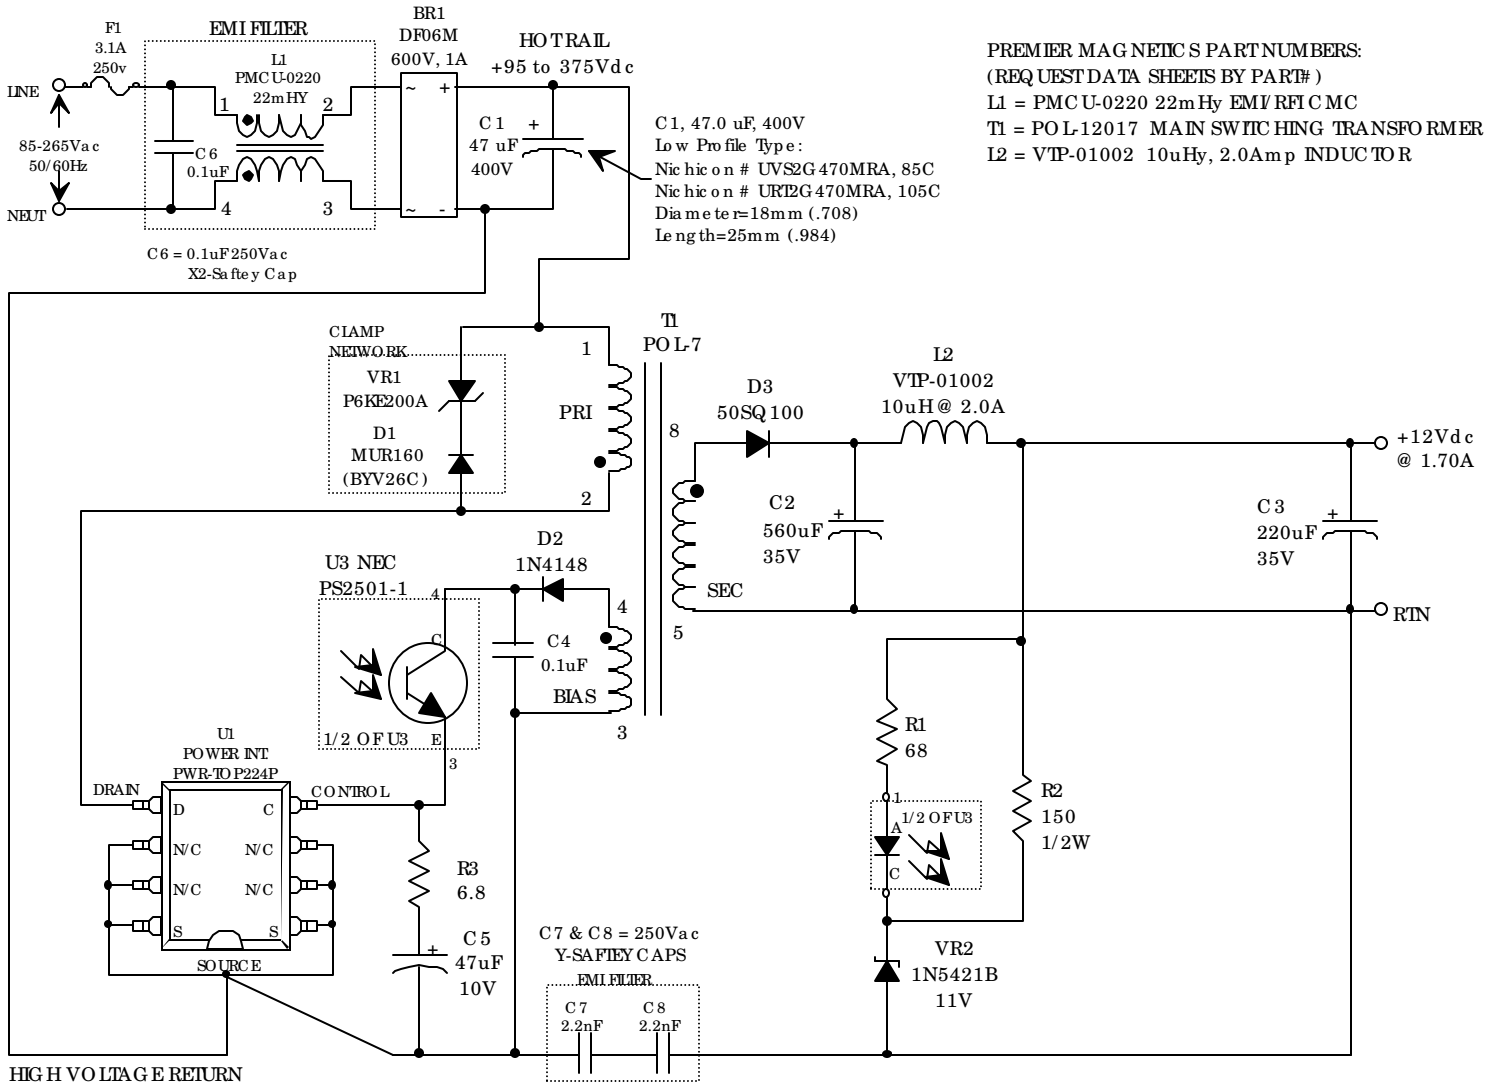 F1
3.1A
250v
EMI FILTER
L1
PMCU-0220
22mHY
BR1
DF06M
600V, 1A
HOT RAIL
+95 to 375Vdc
PREMIER MAGNETICS PART NUMBERS:
(REQUEST DATA SHEETS BY PART# )
L1 = PMCU-0220 22mHy EMI/RFI CMC
T1 = POL-12017 MAIN SWITCHING TRANSFORMER
L2 = VTP-01002 10uHy, 2.0Amp INDUCTOR
LINE
85-265Vac
50/60Hz
NEUT
1
2
4
3
C6
0.1uF
~
+
~
-
C1
47 uF
400V
+
C1, 47.0 uF, 400V
Low Profile Type:
Nichicon # UVS2G470MRA, 85C
Nichicon # URT2G470MRA, 105C
Diameter=18mm (.708)
Length=25mm (.984)
C6 = 0.1uF 250Vac
X2-Saftey Cap
CLAMP
NETWORK
VR1
P6KE200A
D1
MUR160
(BYV26C)
1
PRI
2
T1
POL-7
8
SEC
5
D3
50SQ100
L2
VTP-01002
10uH @ 2.0A
+12Vdc
@ 1.70A
C2
560uF
35V
+
C3
220uF
35V
+
RTN
U3 NEC
PS2501-1
4
C
1/2 OF U3
E
3
D2
1N4148
C4
0.1uF
4
BIAS
3
R1
68
1
1/2 OF U3
A
C
R2
150
1/2W
U1
POWER INT.
PWR-TOP224P
DRAIN
CONTROL
D
C
N/C
N/C
N/C
N/C
S
S
SOURCE
R3
6.8
+
C5
47uF
10V
C7 & C8 = 250Vac
Y-SAFTEY CAPS
EMI FILTER
C7
2.2nF
C8
2.2nF
VR2
1N5421B
11V
HIGH VOLTAGE RETURN